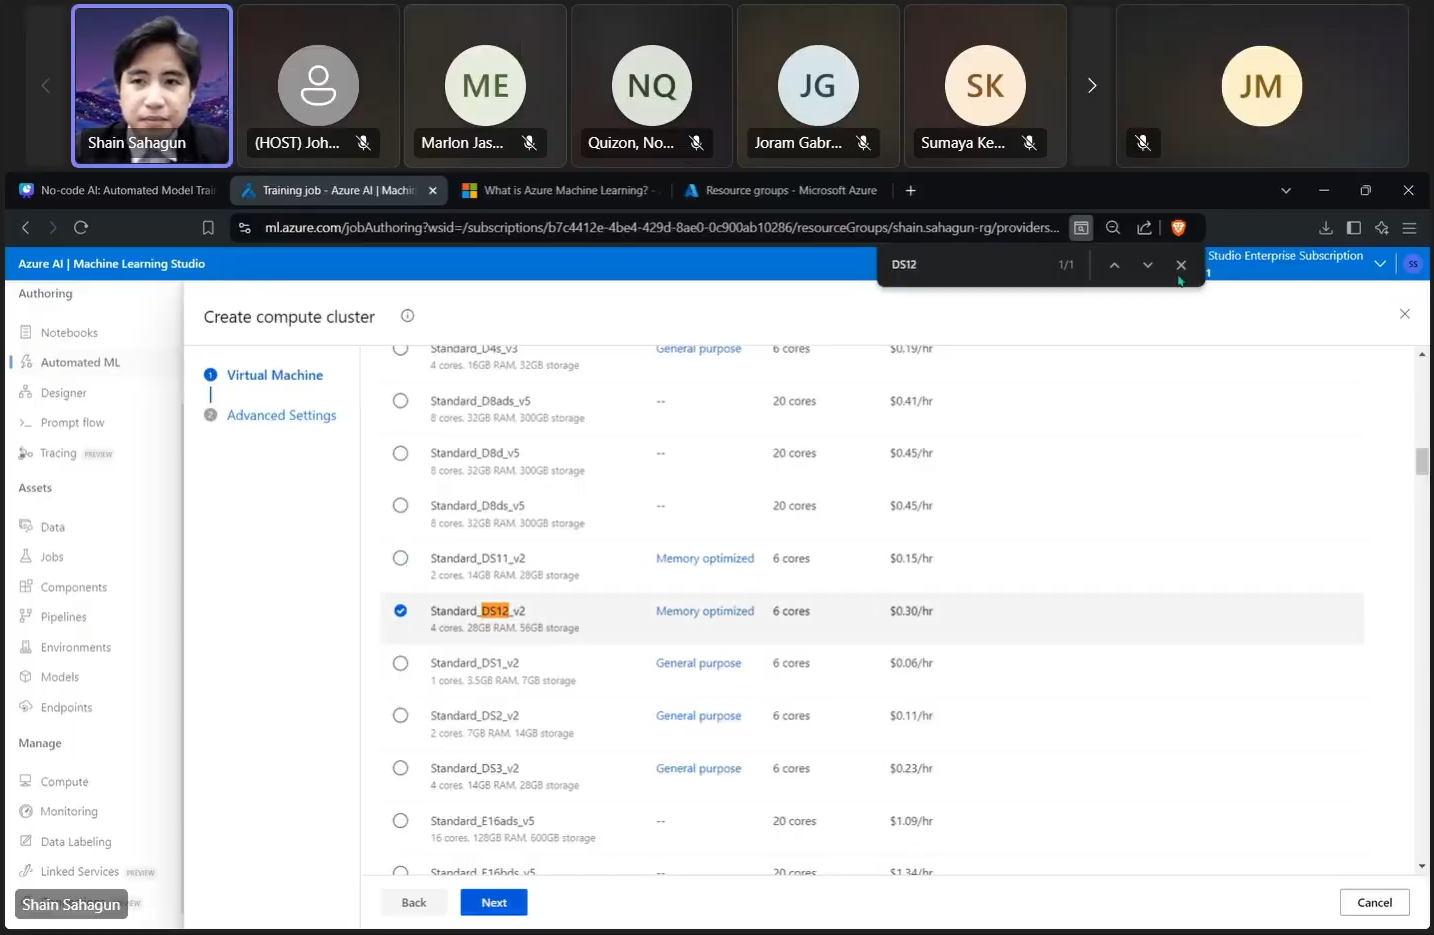 Shain Sahagun
(HOST) Joh...
ME
Marlon Jas...
NQ
Quizon, No...
JG
Joram Gabr...
SK
Sumaya Ke...
JM
No-code AI: Automated Model Trai
Training job - Azure AI | Machin
What is Azure Machine Learning? -
Resource groups - Microsoft Azure
ml.azure.com/jobAuthoring?wsid=/subscriptions/b7c4412e-4be4-429d-8ae0-0c900ab10286/resourceGroups/shain.sahagun-rg/providers...
Azure AI | Machine Learning Studio
DS12
1/1
Studio Enterprise Subscription
1
SS
Authoring
Notebooks
Automated ML
Designer
Prompt flow
Tracing PREVIEW
Assets
Data
Jobs
Components
Pipelines
Environments
Models
Endpoints
Manage
Compute
Monitoring
Data Labeling
Linked Services PREVIEW
Shain Sahagun
Create compute cluster
1 Virtual Machine
2 Advanced Settings
Standard_D4s_v3 General purpose 6 cores $0.19/hr
4 cores, 16GB RAM, 32GB storage
Standard_D8ads_v5 -- 20 cores $0.41/hr
8 cores, 32GB RAM, 300GB storage
Standard_D8d_v5 -- 20 cores $0.45/hr
8 cores, 32GB RAM, 300GB storage
Standard_D8ds_v5 -- 20 cores $0.45/hr
8 cores, 32GB RAM, 300GB storage
Standard_DS11_v2 Memory optimized 6 cores $0.15/hr
2 cores, 14GB RAM, 28GB storage
Standard_DS12_v2 Memory optimized 6 cores $0.30/hr
4 cores, 28GB RAM, 56GB storage
Standard_DS1_v2 General purpose 6 cores $0.06/hr
1 cores, 3.5GB RAM, 7GB storage
Standard_DS2_v2 General purpose 6 cores $0.11/hr
2 cores, 7GB RAM, 14GB storage
Standard_DS3_v2 General purpose 6 cores $0.23/hr
4 cores, 14GB RAM, 28GB storage
Standard_E16ads_v5 -- 20 cores $1.09/hr
16 cores, 128GB RAM, 600GB storage
Standard_E16bds_v5 20 cores $1.34/hr
Back
Next
Cancel